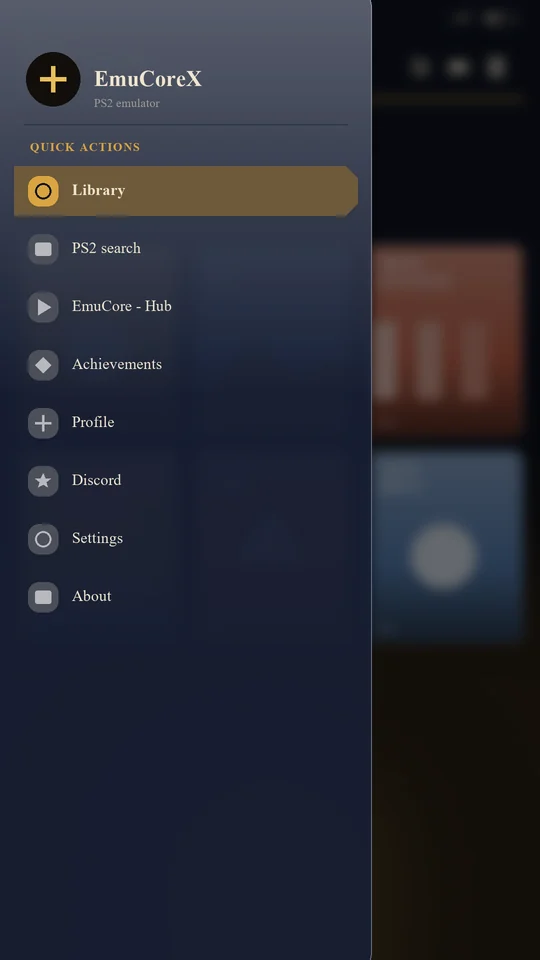 EmuCoreX
PS2 emulator
QUICK ACTIONS
Library
PS2 search
EmuCore - Hub
Achievements
Profile
Discord
Settings
About